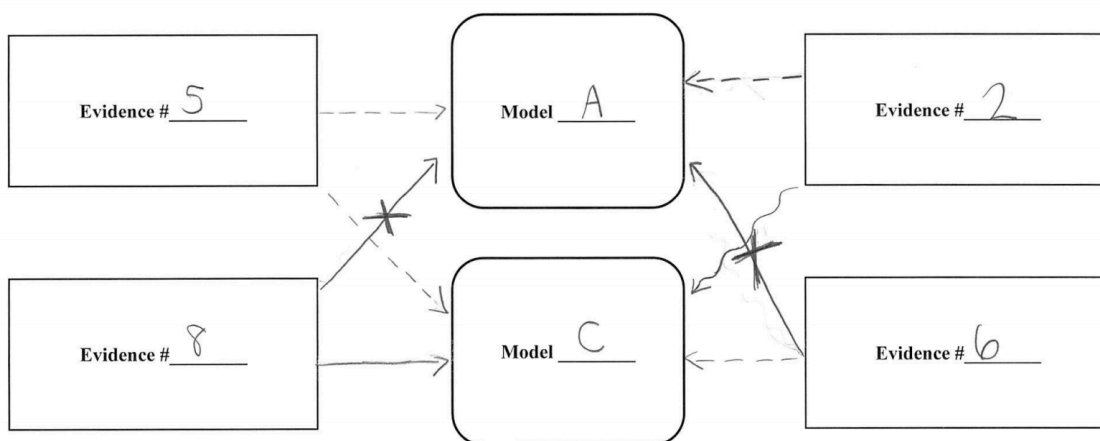 Evidence # 5
Model A
Evidence # 2
Evidence # 8
Model C
Evidence # 6